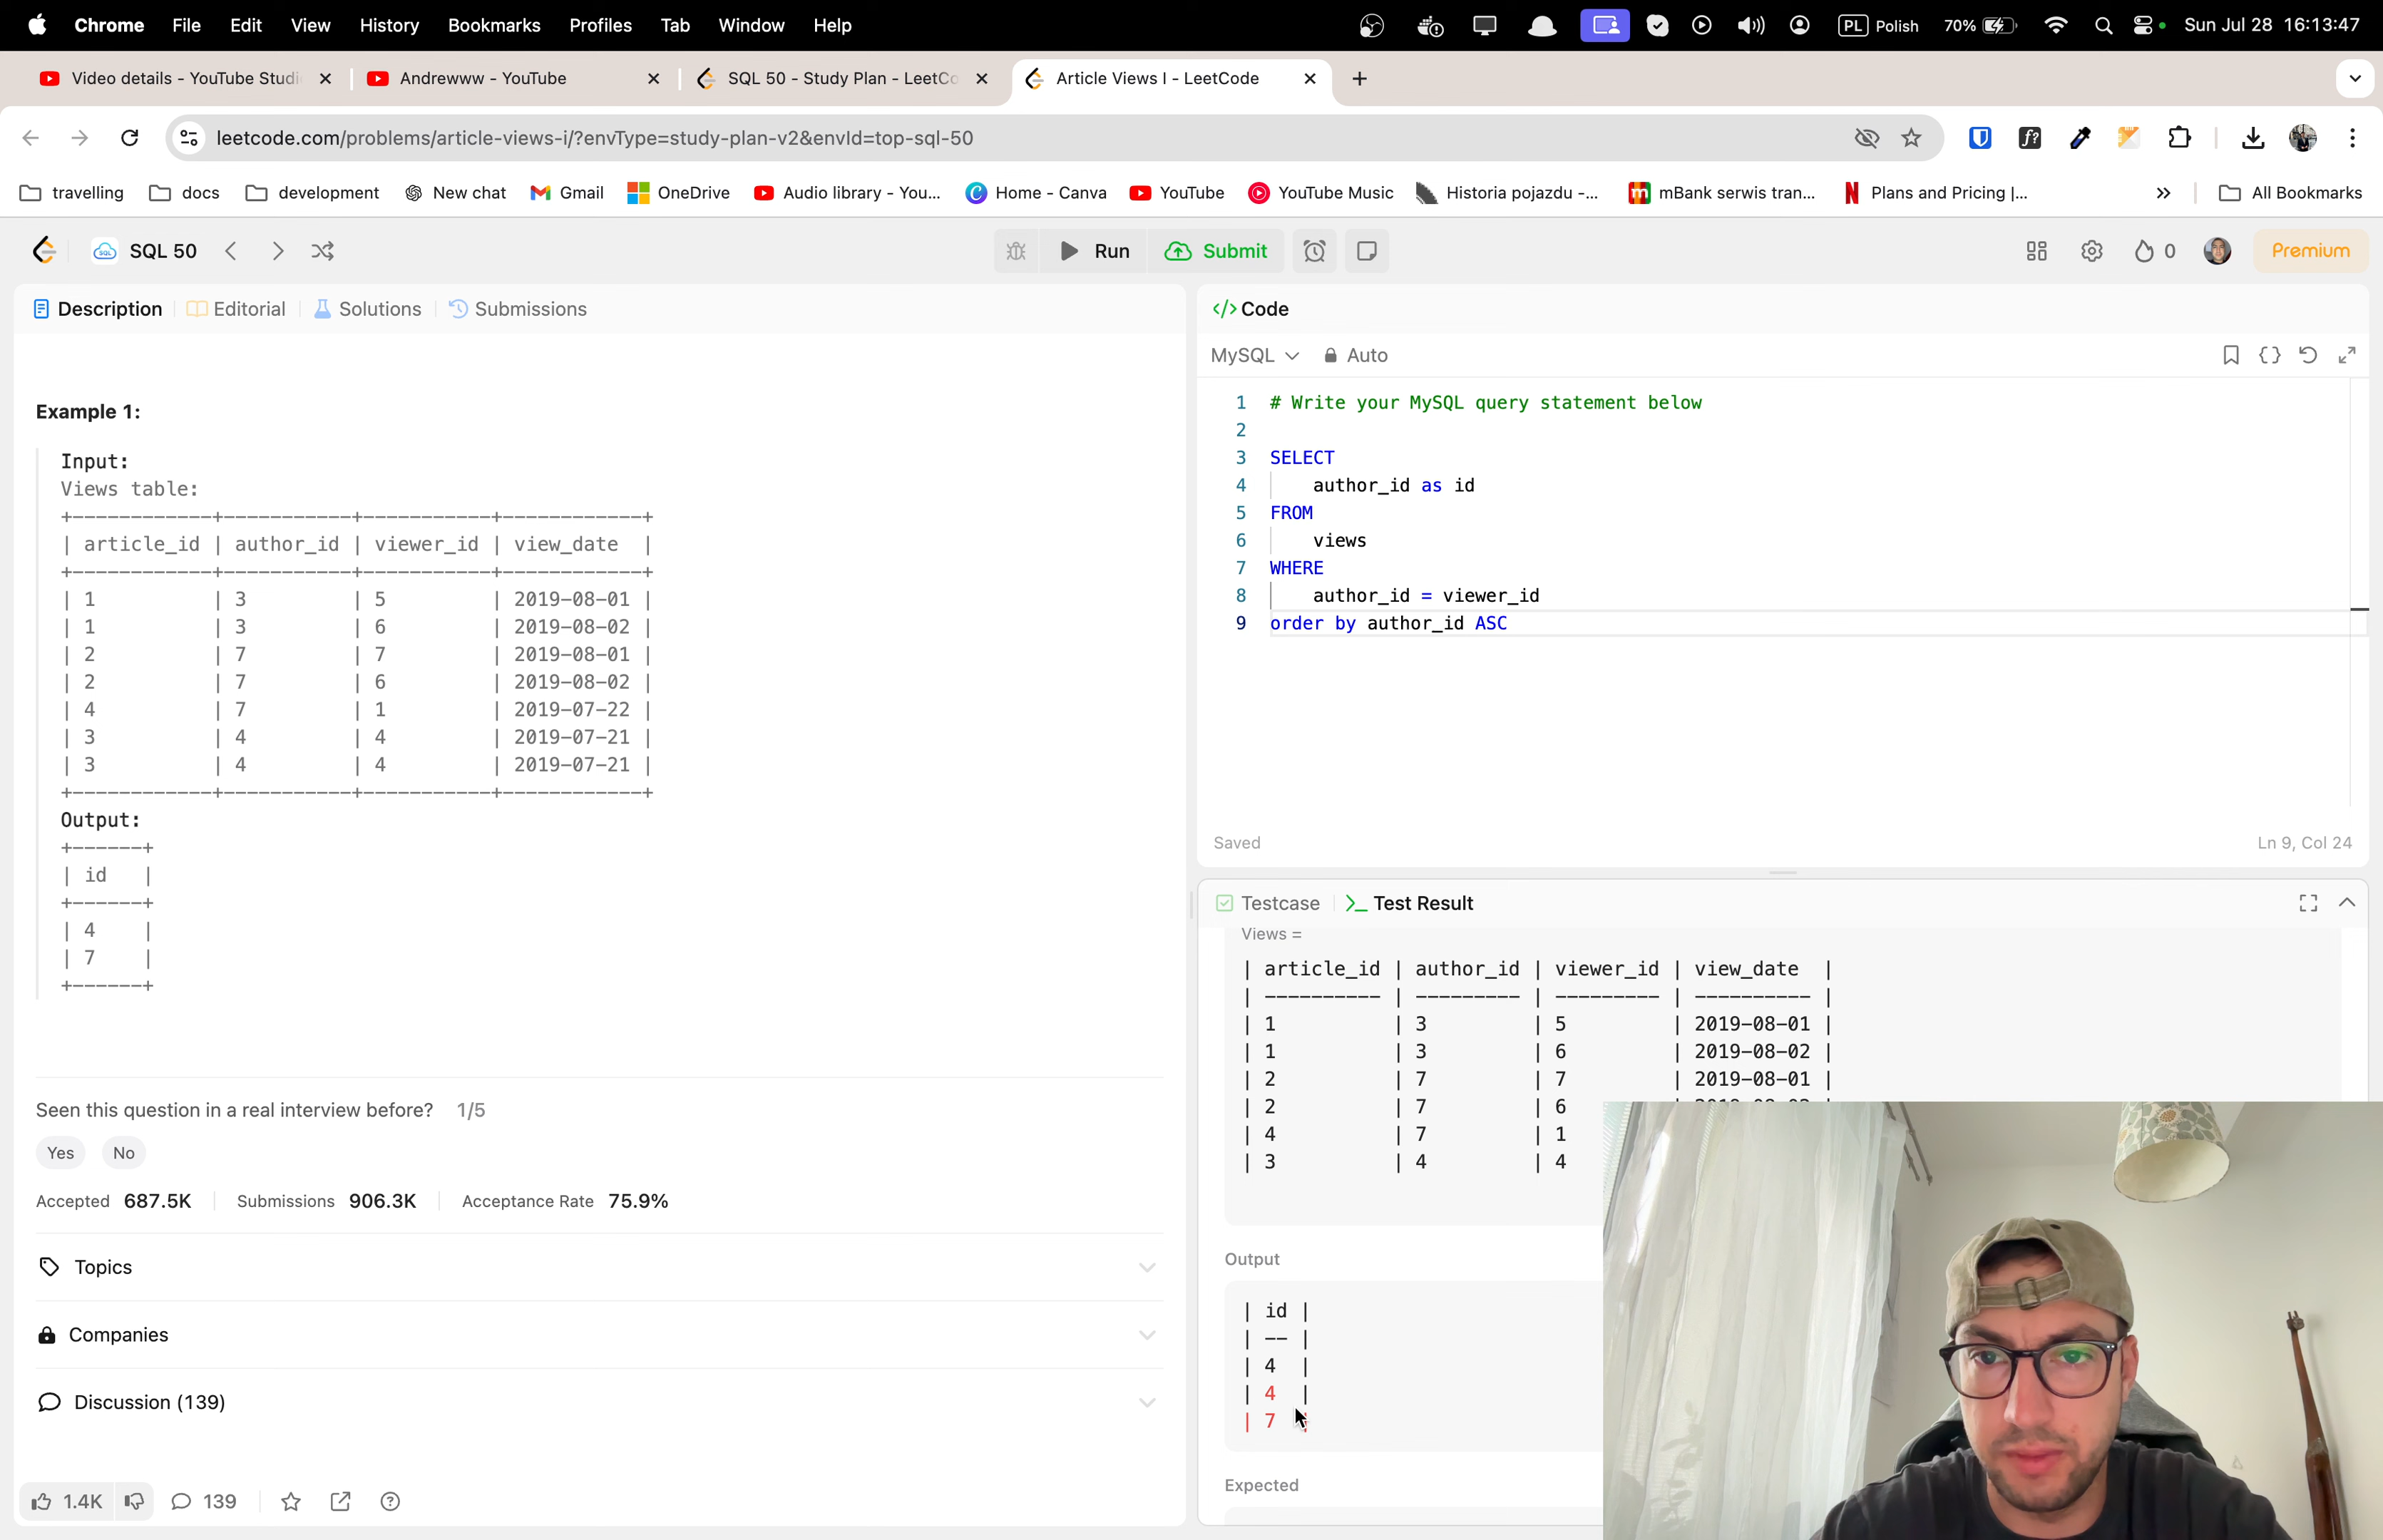 Chrome File Edit View History Bookmarks Profiles Tab Window Help PL Polish 70% Sun Jul 28 16:13:47
Video details - YouTube Studi Andrewww - YouTube SQL 50 - Study Plan - LeetCo Article Views I - LeetCode
leetcode.com/problems/article-views-i/?envType=study-plan-v2&envId=top-sql-50
travelling docs development New chat Gmail OneDrive Audio library - You... Home - Canva YouTube YouTube Music Historia pojazdu -... mBank serwis tran... Plans and Pricing |... » All Bookmarks
SQL 50 Run Submit 0 Premium
Description Editorial Solutions Submissions
Example 1:
Input:
Views table:
+------------+-----------+-----------+------------+
| article_id | author_id | viewer_id | view_date  |
+------------+-----------+-----------+------------+
| 1          | 3         | 5         | 2019-08-01 |
| 1          | 3         | 6         | 2019-08-02 |
| 2          | 7         | 7         | 2019-08-01 |
| 2          | 7         | 6         | 2019-08-02 |
| 4          | 7         | 1         | 2019-07-22 |
| 3          | 4         | 4         | 2019-07-21 |
| 3          | 4         | 4         | 2019-07-21 |
+------------+-----------+-----------+------------+
Output:
+------+
| id   |
+------+
| 4    |
| 7    |
+------+
Seen this question in a real interview before? 1/5
Yes No
Accepted 687.5K Submissions 906.3K Acceptance Rate 75.9%
Topics
Companies
Discussion (139)
1.4K 139
</> Code
MySQL Auto
1 # Write your MySQL query statement below
2
3 SELECT
4 author_id as id
5 FROM
6 views
7 WHERE
8 author_id = viewer_id
9 order by author_id ASC
Saved Ln 9, Col 24
Testcase >_ Test Result
Views =
| article_id | author_id | viewer_id | view_date  |
| ---------- | --------- | --------- | ---------- |
| 1          | 3         | 5         | 2019-08-01 |
| 1          | 3         | 6         | 2019-08-02 |
| 2          | 7         | 7         | 2019-08-01 |
| 2          | 7         | 6
| 4          | 7         | 1
| 3          | 4         | 4
Output
| id |
| -- |
| 4  |
| 4  |
| 7  |
Expected